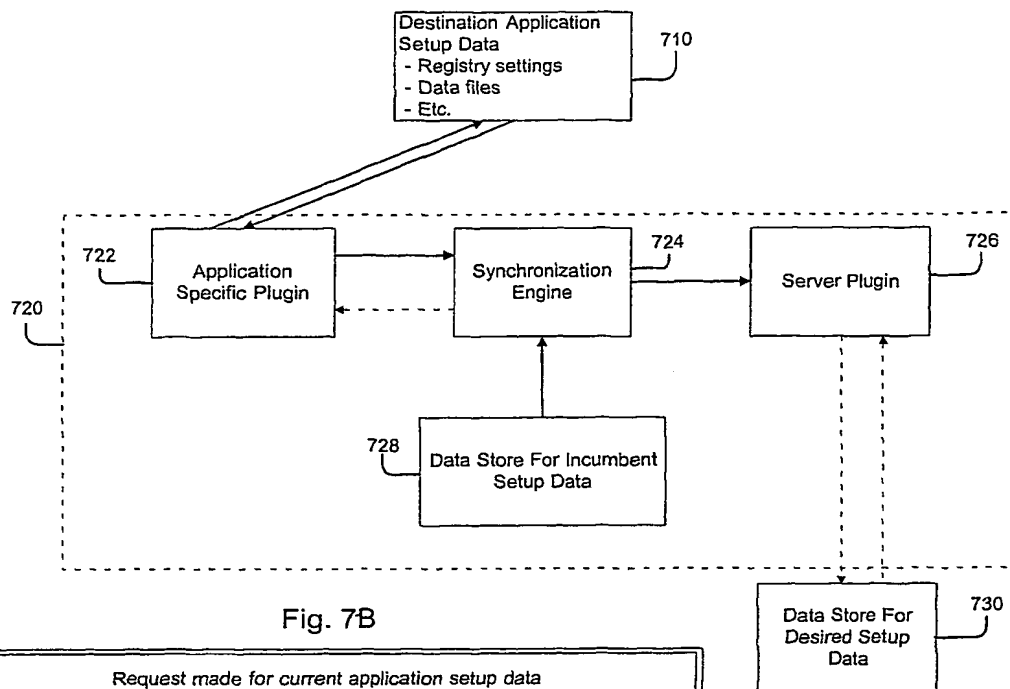 Destination Application
Setup Data
- Registry settings
- Data files
- Etc.
710
722
Application
Specific Plugin
Synchronization
Engine
724
Server Plugin
726
720
728
Data Store For Incumbent
Setup Data
Fig. 7B
Data Store For
Desired Setup
Data
730
Request made for current application setup data